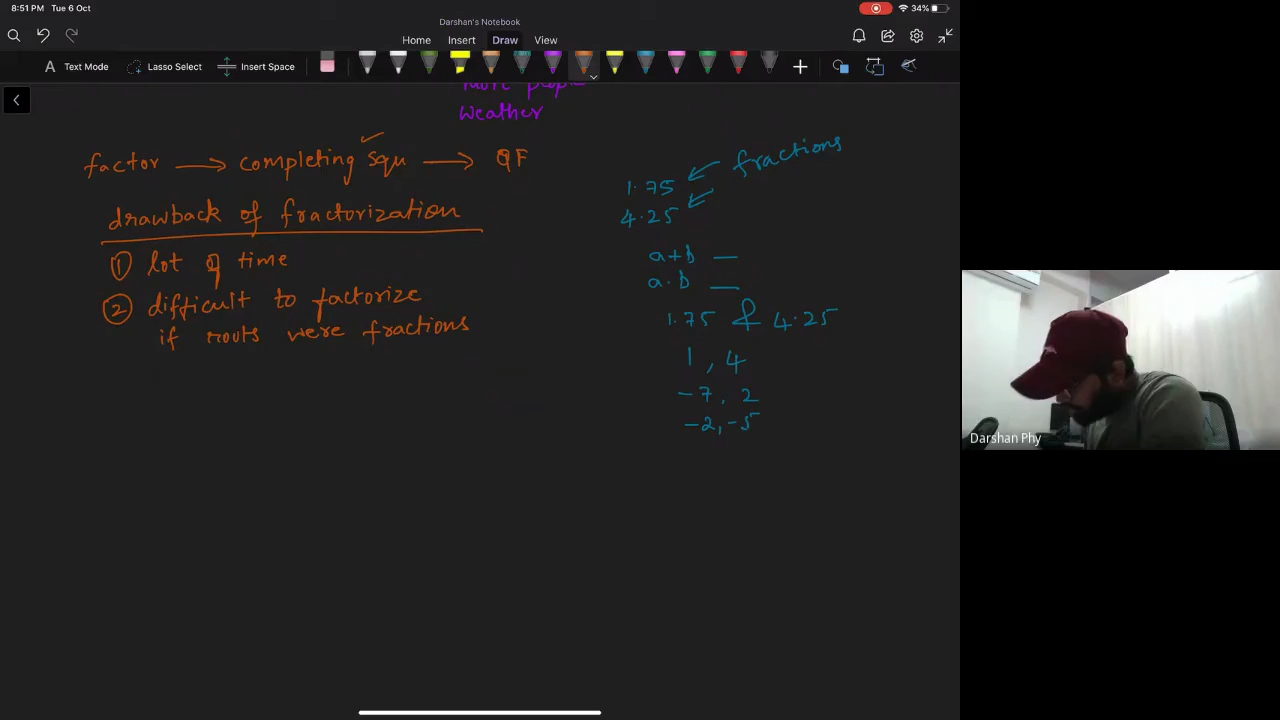 8:51 PM Tue 6 Oct
34%
Darshan's Notebook
Home Insert Draw View
Text Mode
Lasso Select
Insert Space
more peop
weather
factor → completing squ → QF
drawback of fractorization
① lot of time
② difficult to factorize
if roots were fractions
fractions
1.75
4.25
a+b —
a.b —
1.75 & 4.25
1, 4
-7, 2
-2, -5
Darshan Phy